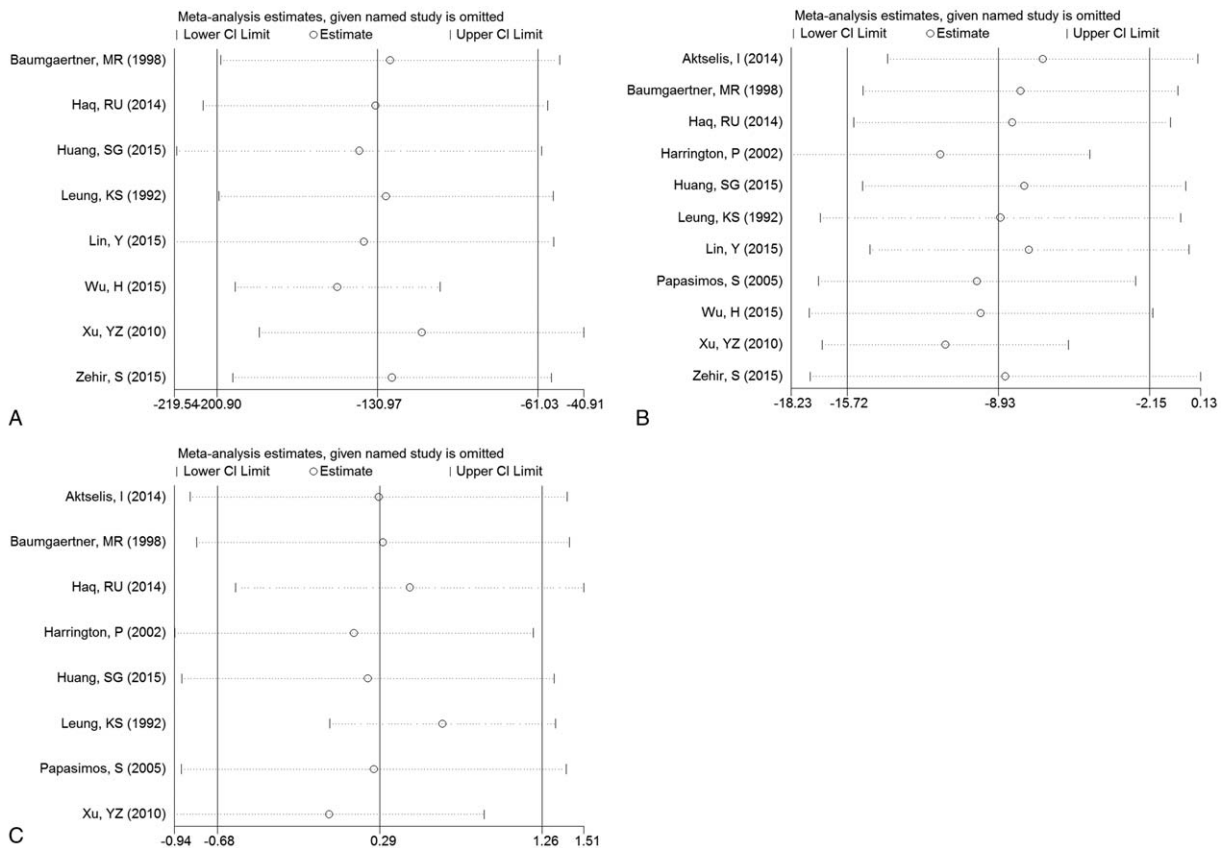 Meta-analysis estimates, given named study is omitted
| Lower CI Limit ○ Estimate | Upper CI Limit
Baumgaertner, MR (1998)
Haq, RU (2014)
Huang, SG (2015)
Leung, KS (1992)
Lin, Y (2015)
Wu, H (2015)
Xu, YZ (2010)
Zehir, S (2015)
-219.54 -200.90 -130.97 -61.03 -40.91
A
Meta-analysis estimates, given named study is omitted
| Lower CI Limit ○ Estimate | Upper CI Limit
Aktselis, I (2014)
Baumgaertner, MR (1998)
Haq, RU (2014)
Harrington, P (2002)
Huang, SG (2015)
Leung, KS (1992)
Lin, Y (2015)
Papasimos, S (2005)
Wu, H (2015)
Xu, YZ (2010)
Zehir, S (2015)
-18.23 -15.72 -8.93 -2.15 0.13
B
Meta-analysis estimates, given named study is omitted
| Lower CI Limit ○ Estimate | Upper CI Limit
Aktselis, I (2014)
Baumgaertner, MR (1998)
Haq, RU (2014)
Harrington, P (2002)
Huang, SG (2015)
Leung, KS (1992)
Papasimos, S (2005)
Xu, YZ (2010)
-0.94 -0.68 0.29 1.26 1.51
C